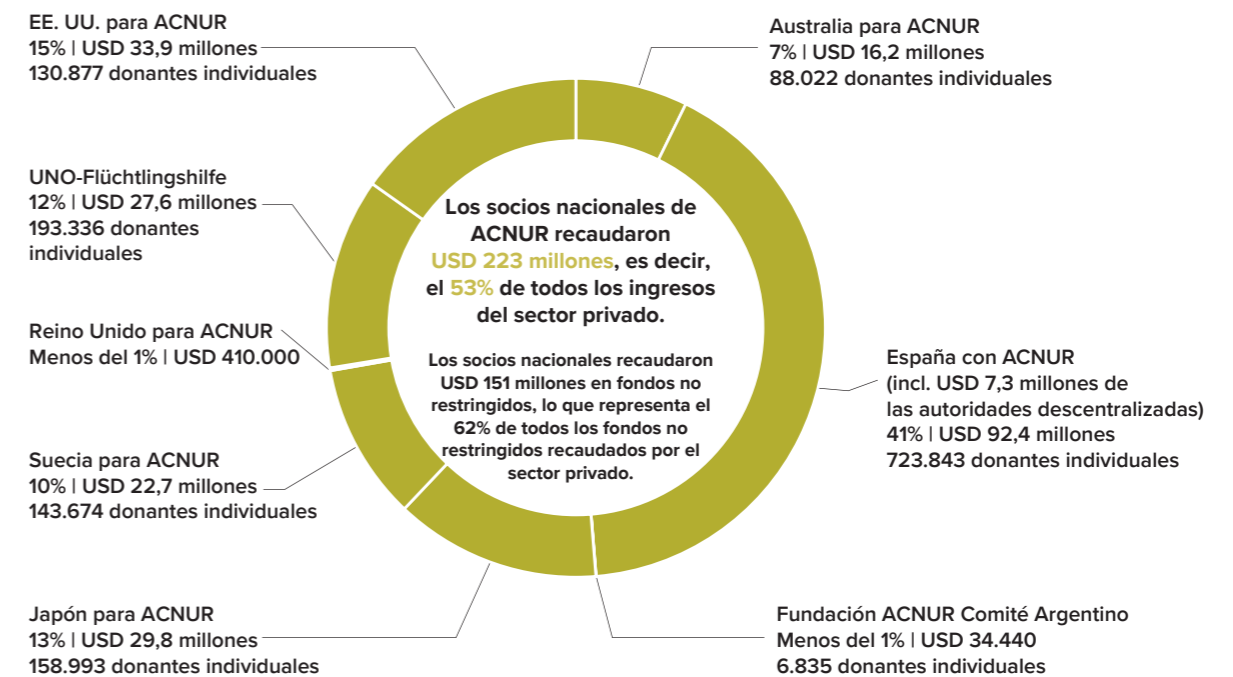 EE. UU. para ACNUR
15% | USD 33,9 millones
130.877 donantes individuales
Australia para ACNUR
7% | USD 16,2 millones
88.022 donantes individuales
UNO-Flüchtlingshilfe
12% | USD 27,6 millones
193.336 donantes
individuales
Los socios nacionales de
ACNUR recaudaron
USD 223 millones, es decir,
el 53% de todos los ingresos
del sector privado.
Los socios nacionales recaudaron
USD 151 millones en fondos no
restringidos, lo que representa el
62% de todos los fondos no
restringidos recaudados por el
sector privado.
Reino Unido para ACNUR
Menos del 1% | USD 410.000
España con ACNUR
(incl. USD 7,3 millones de
las autoridades descentralizadas)
41% | USD 92,4 millones
723.843 donantes individuales
Suecia para ACNUR
10% | USD 22,7 millones
143.674 donantes individuales
Japón para ACNUR
13% | USD 29,8 millones
158.993 donantes individuales
Fundación ACNUR Comité Argentino
Menos del 1% | USD 34.440
6.835 donantes individuales